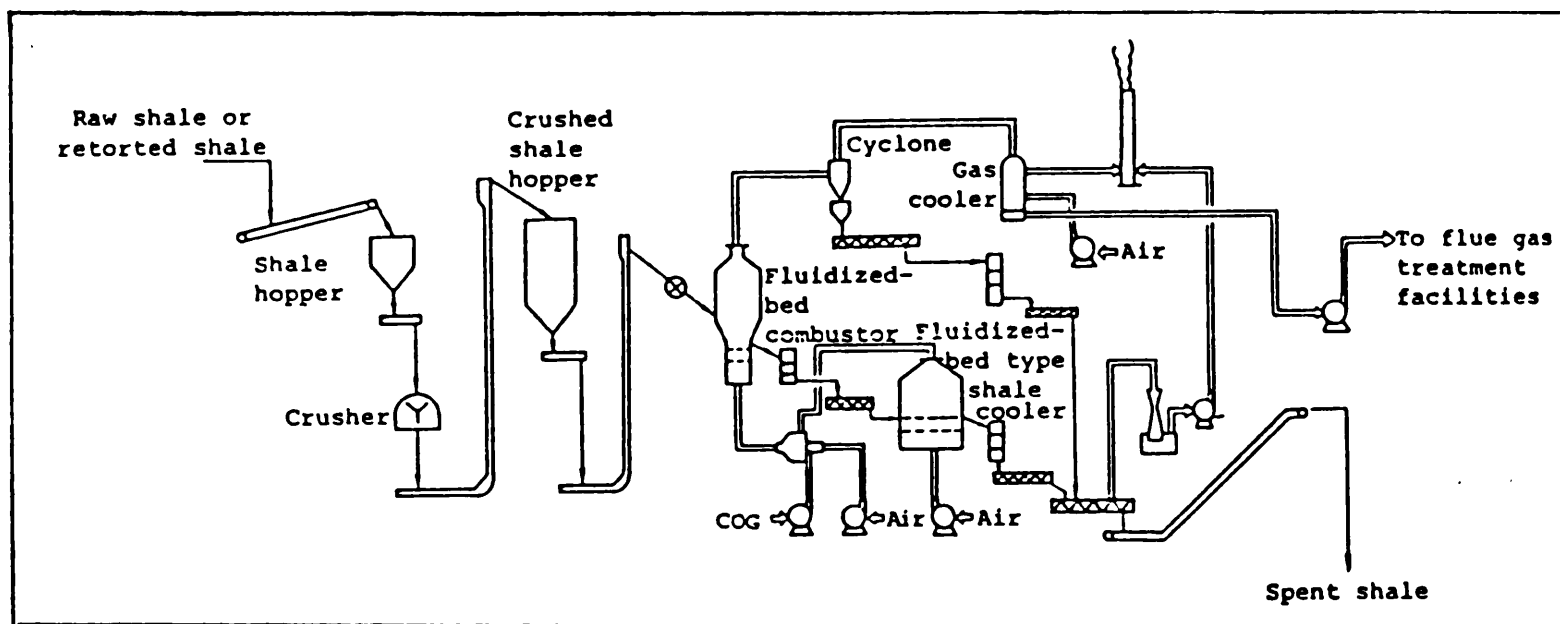 Raw shale or
retorted shale
Shale
hopper
Crusher
Crushed
shale
hopper
Cyclone
Gas
cooler
Air
To flue gas
treatment
facilities
Fluidized-
bed
combustor
Fluidized-
bed type
shale
cooler
COG
Air
Air
Spent shale